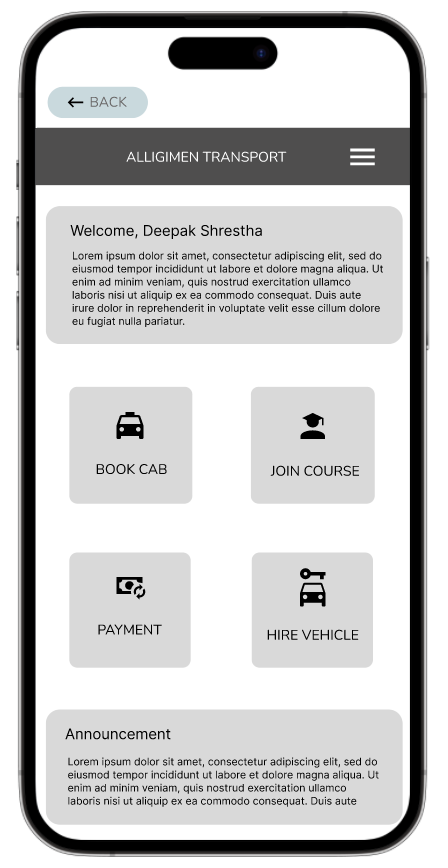 BACK
ALLIGIMEN TRANSPORT
Welcome, Deepak Shrestha
Lorem ipsum dolor sit amet, consectetur adipiscing elit, sed do
eiusmod tempor incididunt ut labore et dolore magna aliqua. Ut
enim ad minim veniam, quis nostrud exercitation ullamco
laboris nisi ut aliquip ex ea commodo consequat. Duis aute
irure dolor in reprehenderit in voluptate velit esse cillum dolore
eu fugiat nulla pariatur.
BOOK CAB
JOIN COURSE
PAYMENT
HIRE VEHICLE
Announcement
Lorem ipsum dolor sit amet, consectetur adipiscing elit, sed do
eiusmod tempor incididunt ut labore et dolore magna aliqua. Ut
enim ad minim veniam, quis nostrud exercitation ullamco
laboris nisi ut aliquip ex ea commodo consequat. Duis aute